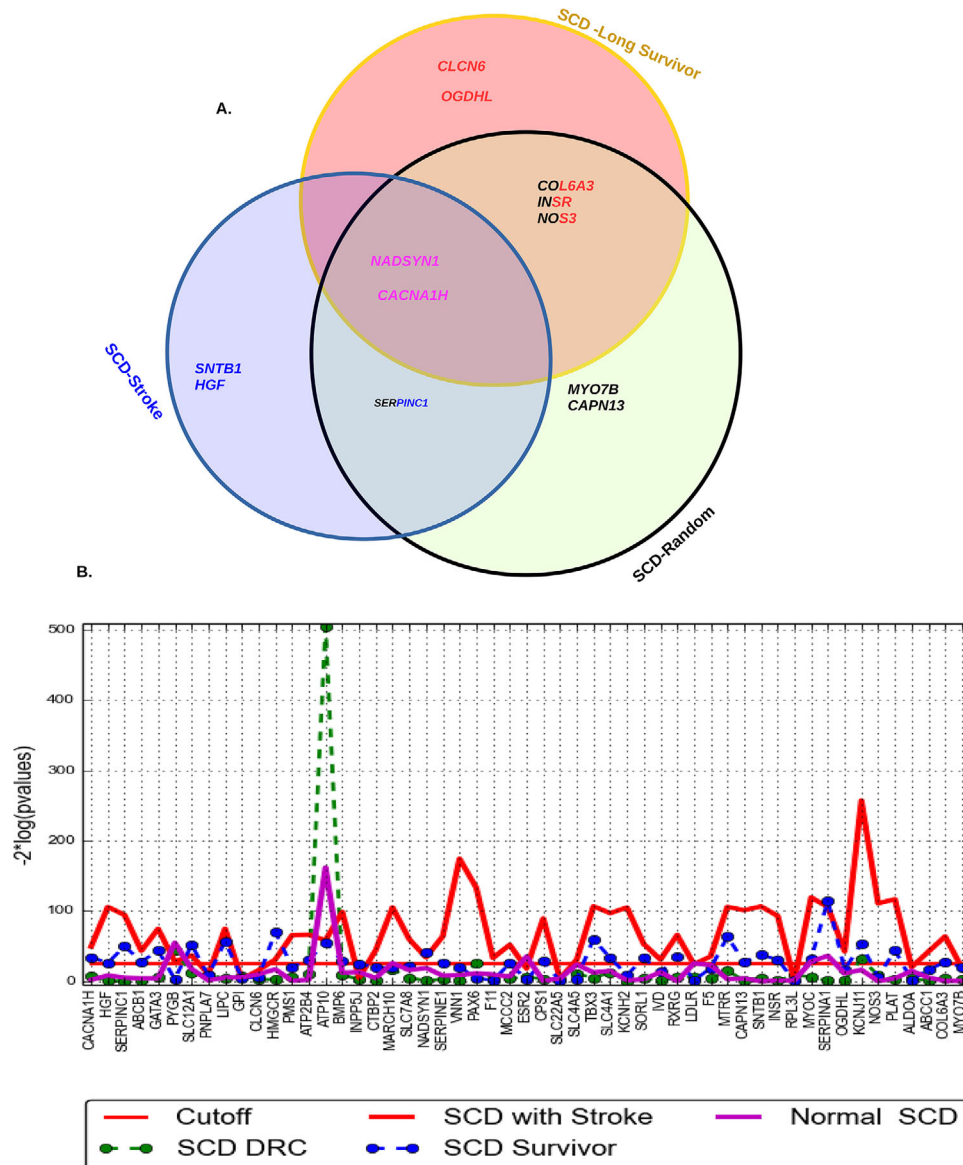 SCD -Long Survivor
CLCN6
OGDHL
A.
COL6A3
INSR
NOS3
NADSYN1
CACNA1H
SCD-Stroke
SNTB1
HGF
SERPINC1
MYO7B
CAPN13
SCD-Random
B.
500
400
300
200
100
0
-2*log(pvalues)
CACNA1H
HGF
SERPINC1
ABCB1
GATA3
PYGB
SLC12A1
PNPLA7
LIPC
GPI
CLCN6
HMGCR
PMS1
ATP2B4
ATP10
BMP6
INPP5J
CTBP2
MARCH10
SLC7A8
NADSYN1
SERPINE1
VNN1
PAX6
F11
MCCC2
ESR2
CPS1
SLC22A5
SLC4A5
TBX3
SLC4A1
KCNH2
SORL1
IVD
RXRG
LDLR
F5
MTRR
CAPN13
SNTB1
INSR
RPL3L
MYOC
SERPINA1
OGDHL
KCNJ11
NOS3
PLAT
ALDOA
ABCC1
COL6A3
MYO7B
Cutoff SCD with Stroke Normal SCD
SCD DRC SCD Survivor